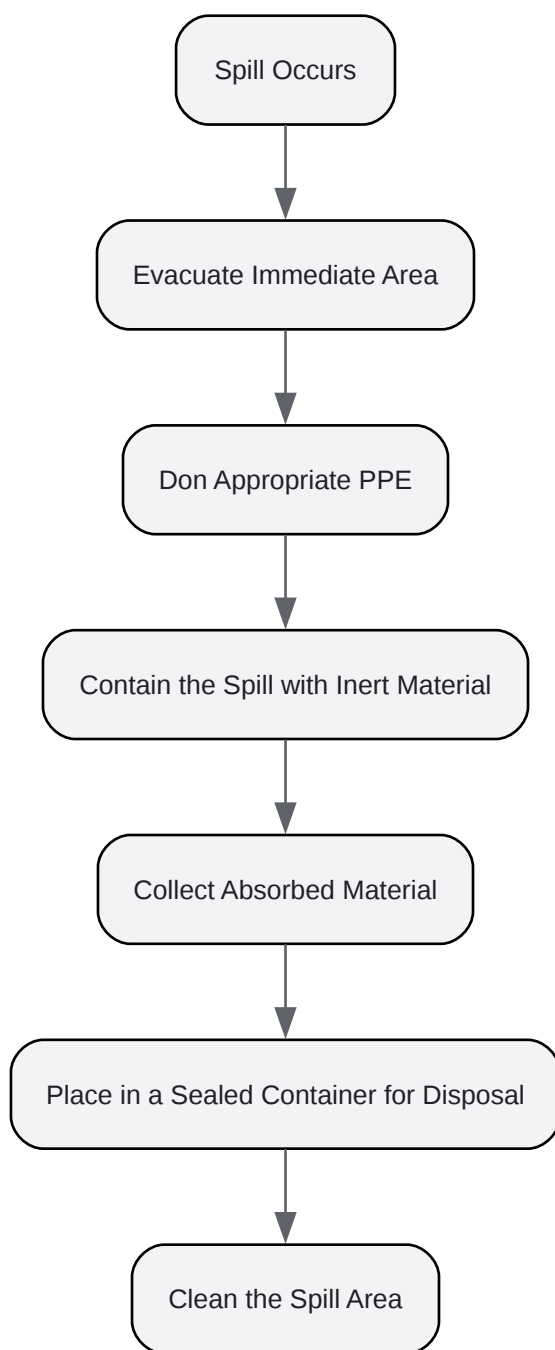 Spill Occurs
Evacuate Immediate Area
Don Appropriate PPE
Contain the Spill with Inert Material
Collect Absorbed Material
Place in a Sealed Container for Disposal
Clean the Spill Area